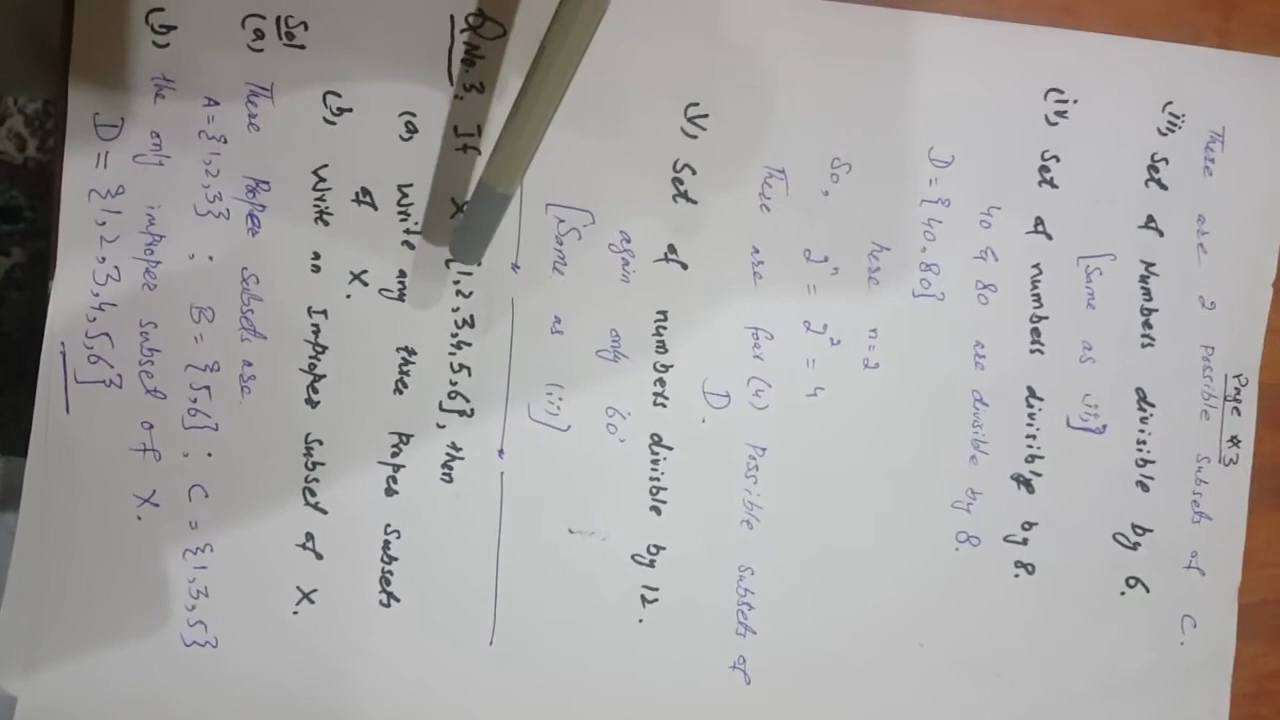 Page #3
There are 2 possible subsets of C.
(iii) Set of Numbers divisible by 6.
[Same as (ii)]
(iv) Set of numbers divisible by 8.
40 & 80 are divisible by 8.
D = {40, 80}
here n=2
So, 2ⁿ = 2² = 4
There are foer (4) Possible subsets of
D.
(v) Set of numbers divisble by 12.
again only '60'
[Same as (ii)]
Q No. 3: If X {1,2,3,4,5,6}, then
(a) Write any three Proper Subsets
of X.
(b) Write an Improper Subset of X.
Sol
(a) There Proper Subsets are.
A = {1,2,3} ; B = {5,6} ; C = {1,3,5}
(b) the only improper subset of X.
D = {1,2,3,4,5,6}